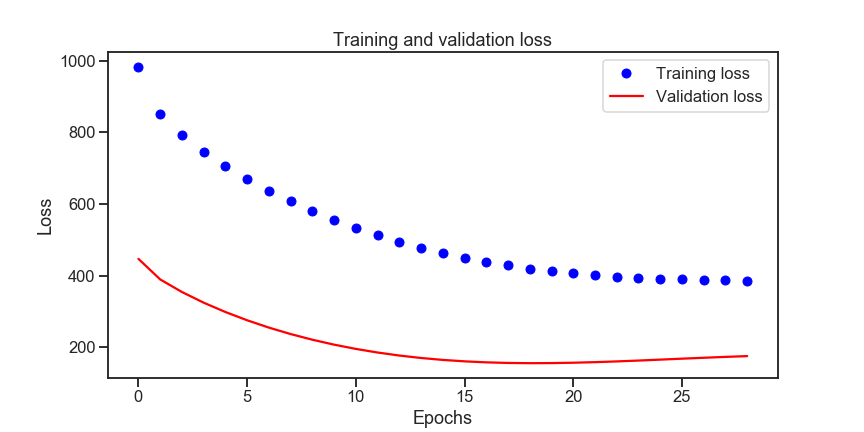 Training and validation loss
1000
800
600
400
200
Loss
Training loss
Validation loss
0 5 10 15 20 25
Epochs